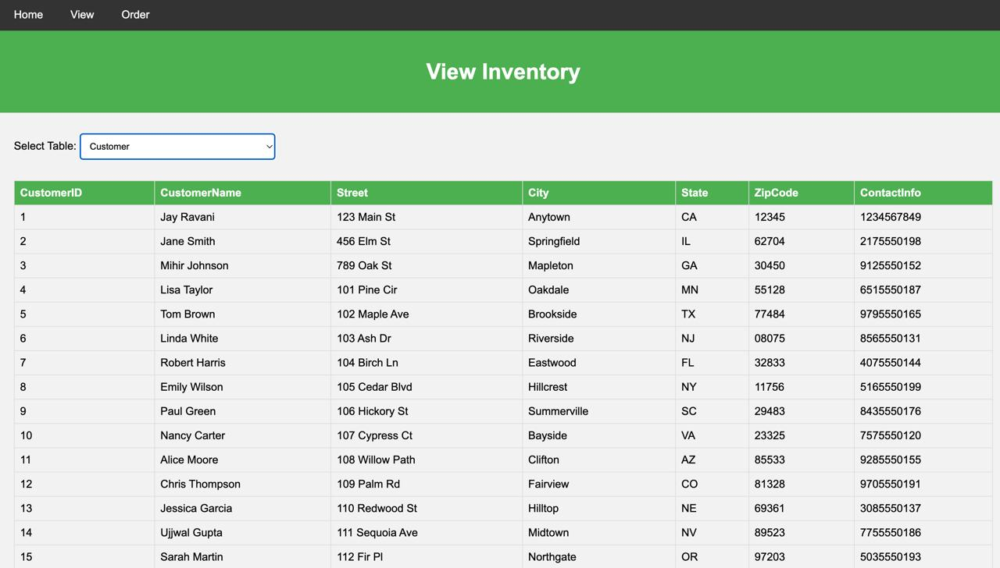 Home View Order
View Inventory
Select Table: Customer
CustomerID CustomerName Street City State ZipCode ContactInfo
1 Jay Ravani 123 Main St Anytown CA 12345 1234567849
2 Jane Smith 456 Elm St Springfield IL 62704 2175550198
3 Mihir Johnson 789 Oak St Mapleton GA 30450 9125550152
4 Lisa Taylor 101 Pine Cir Oakdale MN 55128 6515550187
5 Tom Brown 102 Maple Ave Brookside TX 77484 9795550165
6 Linda White 103 Ash Dr Riverside NJ 08075 8565550131
7 Robert Harris 104 Birch Ln Eastwood FL 32833 4075550144
8 Emily Wilson 105 Cedar Blvd Hillcrest NY 11756 5165550199
9 Paul Green 106 Hickory St Summerville SC 29483 8435550176
10 Nancy Carter 107 Cypress Ct Bayside VA 23325 7575550120
11 Alice Moore 108 Willow Path Clifton AZ 85533 9285550155
12 Chris Thompson 109 Palm Rd Fairview CO 81328 9705550191
13 Jessica Garcia 110 Redwood St Hilltop NE 69361 3085550137
14 Ujjwal Gupta 111 Sequoia Ave Midtown NV 89523 7755550186
15 Sarah Martin 112 Fir Pl Northgate OR 97203 5035550193